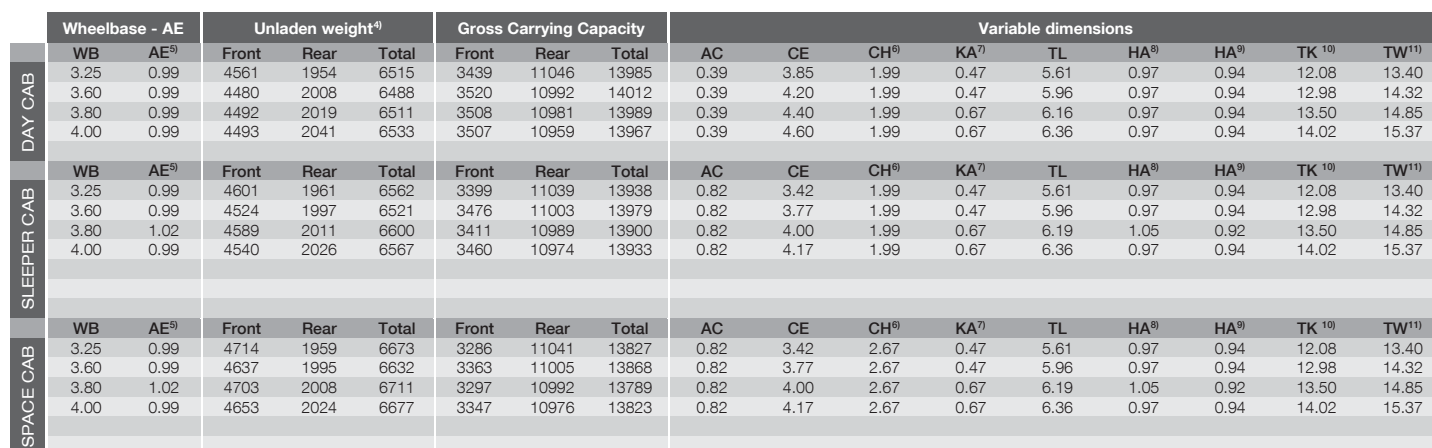 Wheelbase - AE Unladen weight4) Gross Carrying Capacity Variable dimensions
DAY CAB
WB AE5) Front Rear Total Front Rear Total AC CE CH6) KA7) TL HA8) HA9) TK 10) TW11)
3.25 0.99 4561 1954 6515 3439 11046 13985 0.39 3.85 1.99 0.47 5.61 0.97 0.94 12.08 13.40
3.60 0.99 4480 2008 6488 3520 10992 14012 0.39 4.20 1.99 0.47 5.96 0.97 0.94 12.98 14.32
3.80 0.99 4492 2019 6511 3508 10981 13989 0.39 4.40 1.99 0.67 6.16 0.97 0.94 13.50 14.85
4.00 0.99 4493 2041 6533 3507 10959 13967 0.39 4.60 1.99 0.67 6.36 0.97 0.94 14.02 15.37
SLEEPER CAB
WB AE5) Front Rear Total Front Rear Total AC CE CH6) KA7) TL HA8) HA9) TK 10) TW11)
3.25 0.99 4601 1961 6562 3399 11039 13938 0.82 3.42 1.99 0.47 5.61 0.97 0.94 12.08 13.40
3.60 0.99 4524 1997 6521 3476 11003 13979 0.82 3.77 1.99 0.47 5.96 0.97 0.94 12.98 14.32
3.80 1.02 4589 2011 6600 3411 10989 13900 0.82 4.00 1.99 0.67 6.19 1.05 0.92 13.50 14.85
4.00 0.99 4540 2026 6567 3460 10974 13933 0.82 4.17 1.99 0.67 6.36 0.97 0.94 14.02 15.37
SPACE CAB
WB AE5) Front Rear Total Front Rear Total AC CE CH6) KA7) TL HA8) HA9) TK 10) TW11)
3.25 0.99 4714 1959 6673 3286 11041 13827 0.82 3.42 2.67 0.47 5.61 0.97 0.94 12.08 13.40
3.60 0.99 4637 1995 6632 3363 11005 13868 0.82 3.77 2.67 0.47 5.96 0.97 0.94 12.98 14.32
3.80 1.02 4703 2008 6711 3297 10992 13789 0.82 4.00 2.67 0.67 6.19 1.05 0.92 13.50 14.85
4.00 0.99 4653 2024 6677 3347 10976 13823 0.82 4.17 2.67 0.67 6.36 0.97 0.94 14.02 15.37